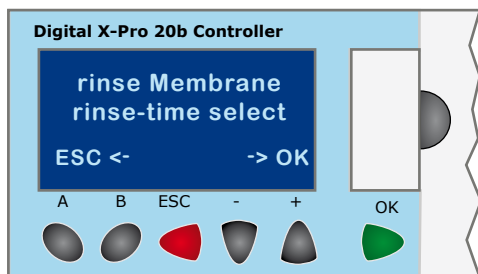 Digital X-Pro 20b Controller
rinse Membrane
rinse-time select
ESC <- -> OK
A B ESC - + OK